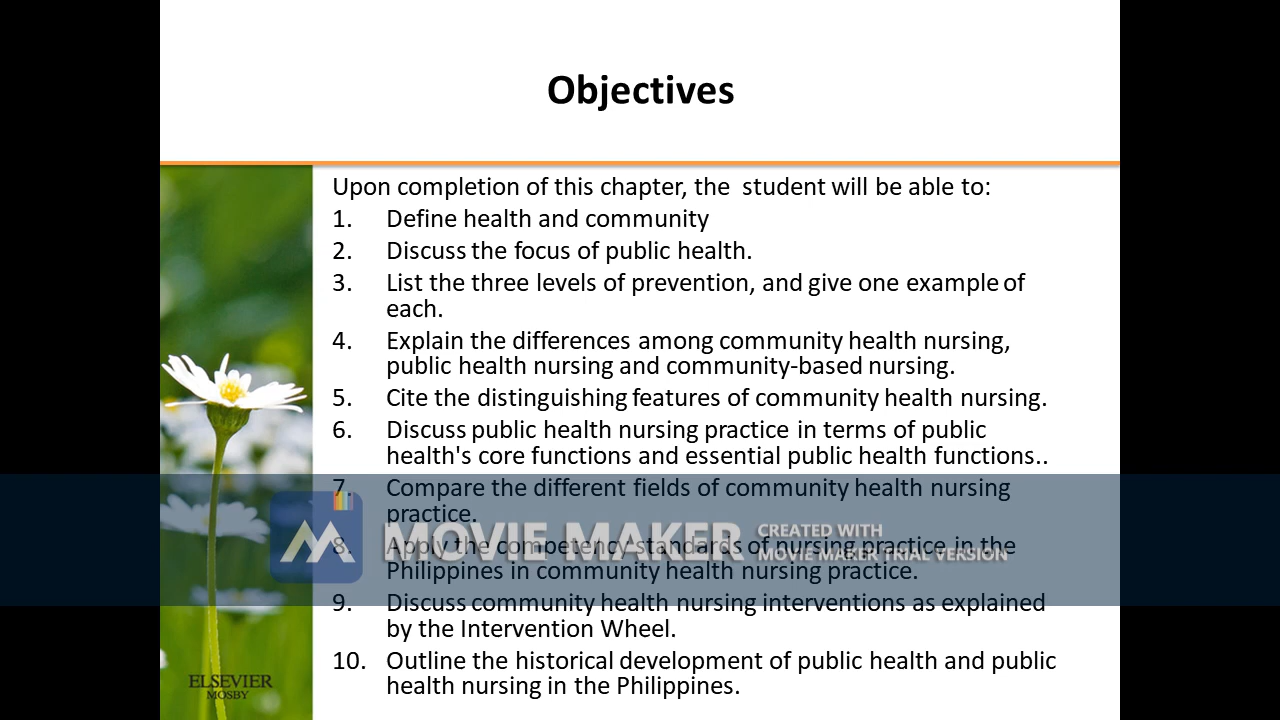 Objectives
Upon completion of this chapter, the student will be able to:
1. Define health and community
2. Discuss the focus of public health.
3. List the three levels of prevention, and give one example of
each.
4. Explain the differences among community health nursing,
public health nursing and community-based nursing.
5. Cite the distinguishing features of community health nursing.
6. Discuss public health nursing practice in terms of public
health's core functions and essential public health functions..
7. Compare the different fields of community health nursing
practice.
MOVIE MAKER
CREATED WITH
MOVIE MAKER TRIAL VERSION
8. Apply the competency standards of nursing practice in the
Philippines in community health nursing practice.
9. Discuss community health nursing interventions as explained
by the Intervention Wheel.
10. Outline the historical development of public health and public
health nursing in the Philippines.
ELSEVIER
MOSBY